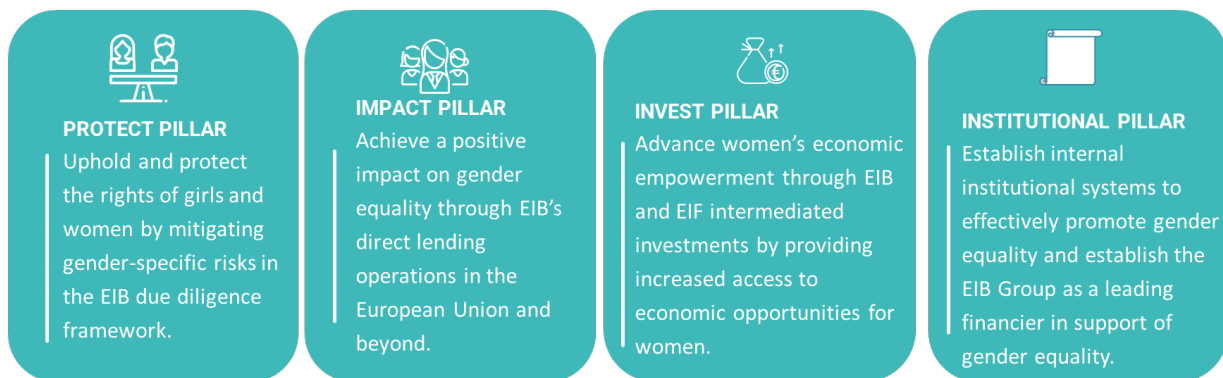 PROTECT PILLAR
Uphold and protect
the rights of girls and
women by mitigating
gender-specific risks in
the EIB due diligence
framework.
IMPACT PILLAR
Achieve a positive
impact on gender
equality through EIB’s
direct lending
operations in the
European Union and
beyond.
INVEST PILLAR
Advance women’s economic
empowerment through EIB
and EIF intermediated
investments by providing
increased access to
economic opportunities for
women.
INSTITUTIONAL PILLAR
Establish internal
institutional systems to
effectively promote gender
equality and establish the
EIB Group as a leading
financier in support of
gender equality.